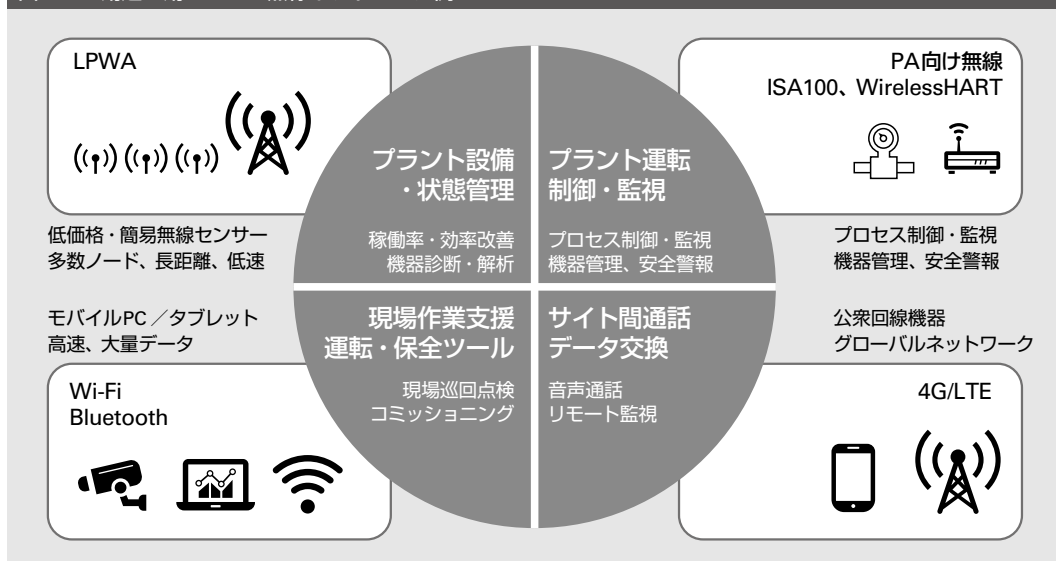 LPWA
PA向け無線
ISA100、WirelessHART
プラント設備
・状態管理
稼働率・効率改善
機器診断・解析
プラント運転
制御・監視
プロセス制御・監視
機器管理、安全警報
低価格・簡易無線センサー
多数ノード、長距離、低速
プロセス制御・監視
機器管理、安全警報
モバイルPC/タブレット
高速、大量データ
現場作業支援
運転・保全ツール
現場巡回点検
コミッショニング
サイト間通話
データ交換
音声通話
リモート監視
公衆回線機器
グローバルネットワーク
Wi-Fi
Bluetooth
4G/LTE